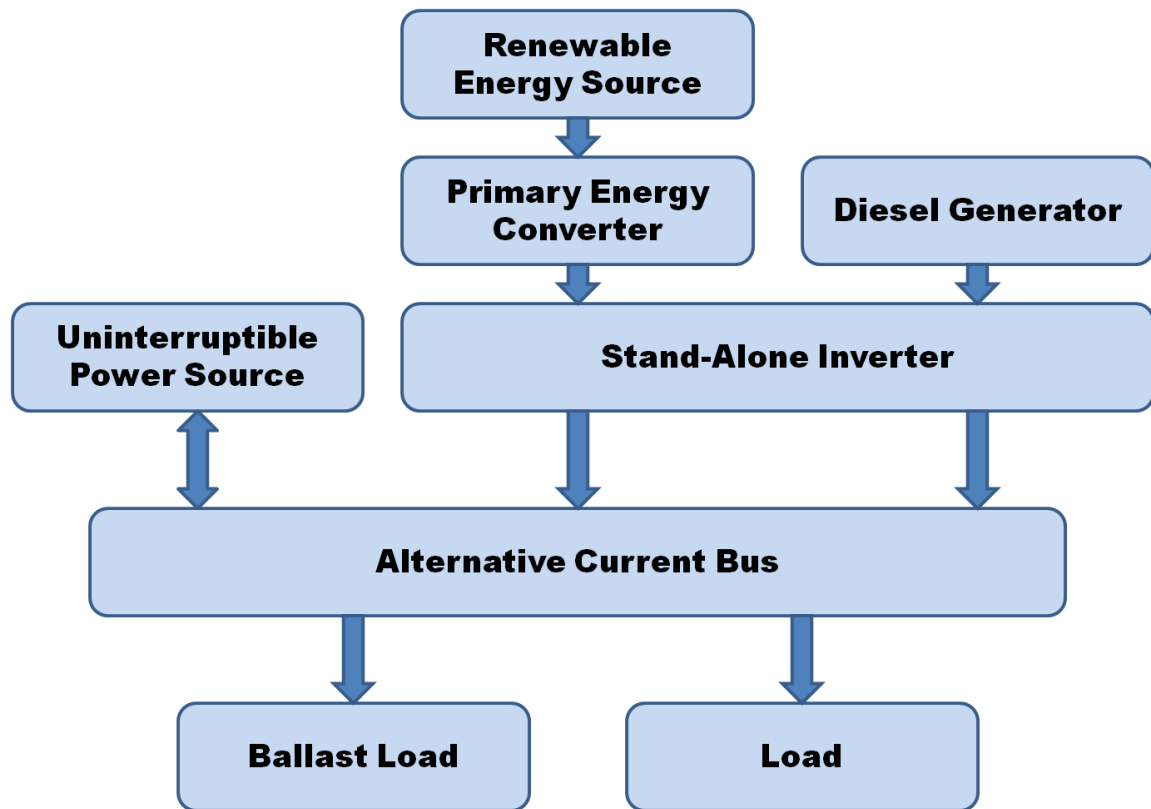 Renewable
Energy Source
Primary Energy
Converter
Diesel Generator
Uninterruptible
Power Source
Stand-Alone Inverter
Alternative Current Bus
Ballast Load
Load